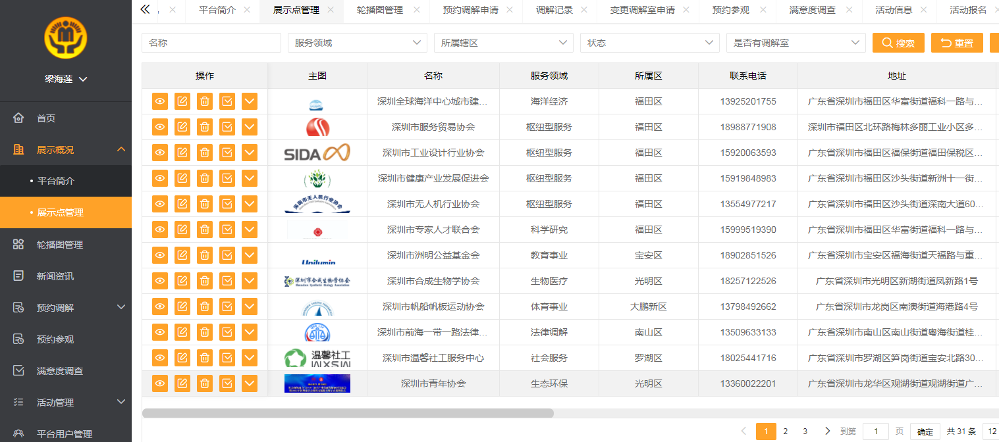 平台简介
展示点管理
轮播图管理
预约调解申请
调解记录
变更调解室申请
预约参观
满意度调查
活动信息
活动报名
梁海莲
首页
展示概况
平台简介
展示点管理
轮播图管理
新闻资讯
预约调解
预约参观
满意度调查
活动管理
平台用户管理
名称 服务领域 所属辖区 状态 是否有调解室 搜索 重置
操作 主图 名称 服务领域 所属区 联系电话 地址
深圳全球海洋中心城市建... 海洋经济 福田区 13925201755 广东省深圳市福田区华富街道福科一路与...
深圳市服务贸易协会 枢纽型服务 福田区 18988771908 深圳市福田区北环路梅林多丽工业小区多...
SIDA 深圳市工业设计行业协会 枢纽型服务 福田区 15920063593 广东省深圳市福田区福保街道福田保税区...
深圳市健康产业发展促进会 枢纽型服务 福田区 15919848983 广东省深圳市福田区沙头街道新洲十一街...
深圳市无人机行业协会 深圳市无人机行业协会 枢纽型服务 福田区 13554977217 广东省深圳市福田区沙头街道深南大道60...
深圳市专家人才联合会 科学研究 福田区 15999519390 广东省深圳市福田区华富街道福科一路与...
Unilumin 深圳市洲明公益基金会 教育事业 宝安区 18902851526 广东省深圳市宝安区福海街道天福路与重...
深圳市合成生物学协会 深圳市合成生物学协会 生物医疗 光明区 18257122526 广东省深圳市光明区新湖街道凤新路1号
深圳市帆船帆板运动协会 体育事业 大鹏新区 13798492662 广东省深圳市龙岗区南澳街道海港路4号
深圳市前海一带一路法律... 法律调解 南山区 13509633133 广东省深圳市南山区南山街道粤海街道桂...
温馨社工 WXSW 深圳市温馨社工服务中心 社会服务 罗湖区 18025441716 广东省深圳市罗湖区笋岗街道宝安北路30...
深圳市青年协会 生态环保 光明区 13360022201 广东省深圳市龙华区观湖街道观湖街道广...
1 2 3 到第 1 页 确定 共 31 条 12